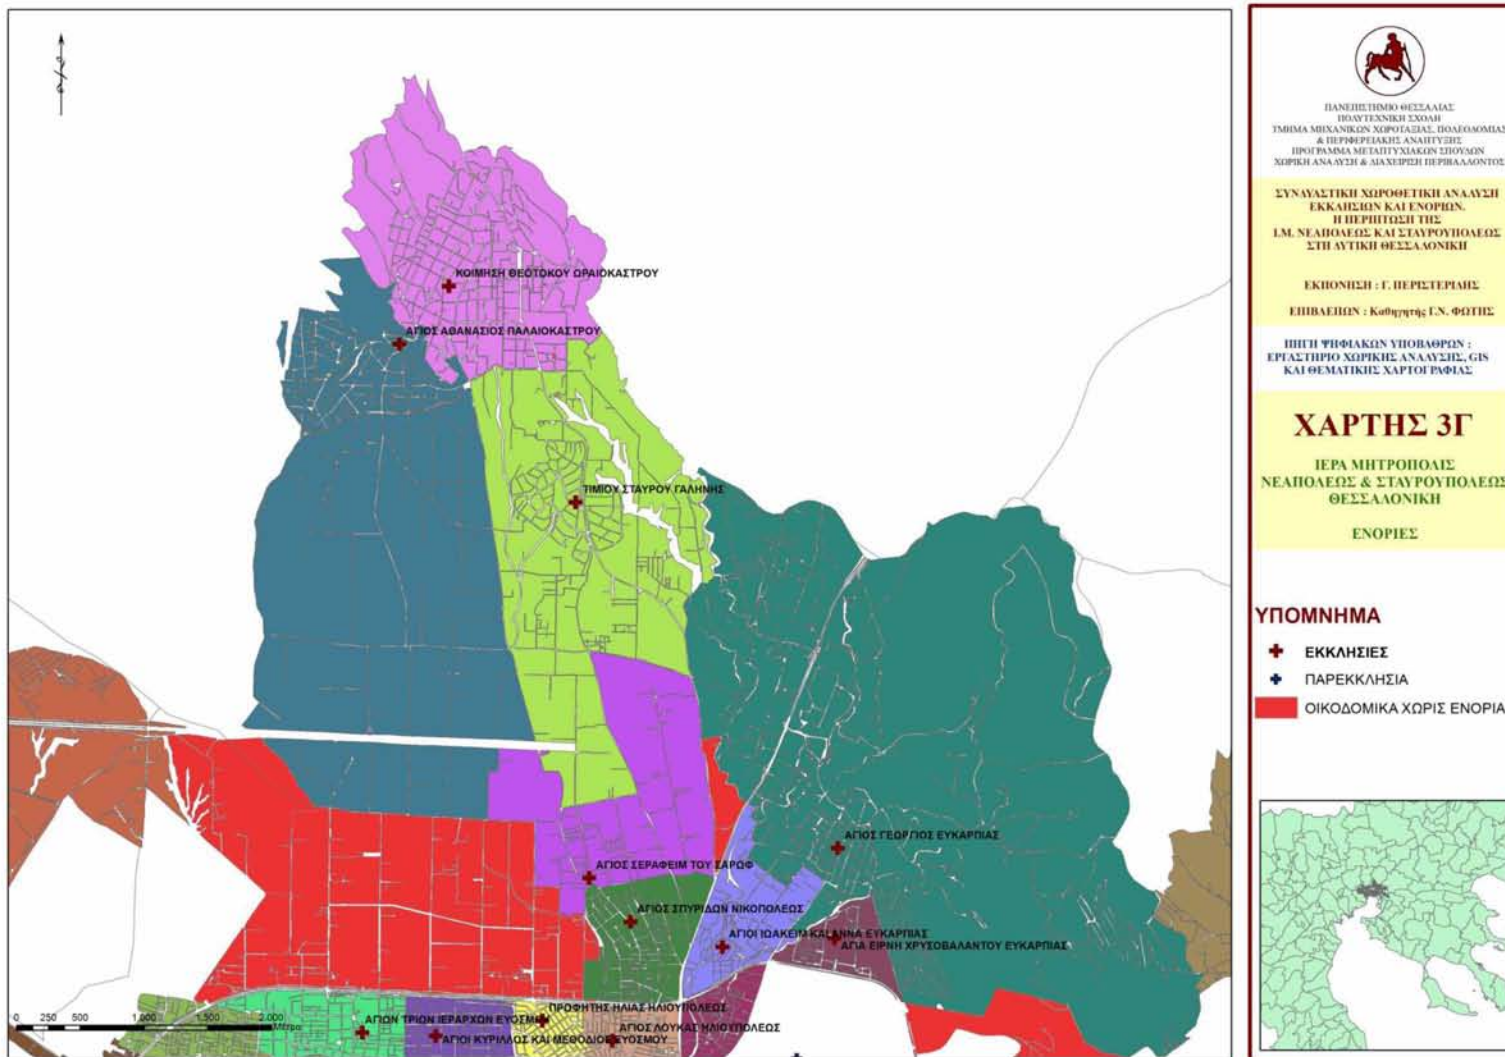 ΚΟΙΜΗΣΗ ΘΕΟΤΟΚΟΥ ΩΡΑΙΟΚΑΣΤΡΟΥ
ΑΓΙΟΣ ΑΘΑΝΑΣΙΟΣ ΠΑΛΑΙΟΚΑΣΤΡΟΥ
ΤΙΜΙΟΥ ΣΤΑΥΡΟΥ ΓΑΛΗΝΗΣ
ΑΓΙΟΣ ΓΕΩΡΓΙΟΣ ΕΥΚΑΡΠΙΑΣ
ΑΓΙΟΣ ΣΕΡΑΦΕΙΜ ΤΟΥ ΣΑΡΩΦ
ΑΓΙΟΣ ΣΠΥΡΙΔΩΝ ΝΙΚΟΠΟΛΕΩΣ
ΑΓΙΟΙ ΙΩΑΚΕΙΜ ΚΑΙ ΑΝΝΑ ΕΥΚΑΡΠΙΑΣ
ΑΓΙΑ ΕΙΡΝΗ ΧΡΥΣΟΒΑΛΑΝΤΟΥ ΕΥΚΑΡΠΙΑΣ
ΠΡΟΦΗΤΗΣ ΗΛΙΑΣ ΗΛΙΟΥΠΟΛΕΩΣ
ΑΓΙΩΝ ΤΡΙΩΝ ΙΕΡΑΡΧΩΝ ΕΥΟΣΜΟΥ
ΑΓΙΟΣ ΛΟΥΚΑΣ ΗΛΙΟΥΠΟΛΕΩΣ
ΑΓΙΟΙ ΚΥΡΙΛΛΟΣ ΚΑΙ ΜΕΘΟΔΙΟΣ ΕΥΟΣΜΟΥ
0 250 500 1.000 1.500 2.000
Μέτρα
ΠΑΝΕΠΙΣΤΗΜΙΟ ΘΕΣΣΑΛΙΑΣ
ΠΟΛΥΤΕΧΝΙΚΗ ΣΧΟΛΗ
ΤΜΗΜΑ ΜΗΧΑΝΙΚΩΝ ΧΩΡΟΤΑΞΙΑΣ, ΠΟΛΕΟΔΟΜΙΑΣ
& ΠΕΡΙΦΕΡΕΙΑΚΗΣ ΑΝΑΠΤΥΞΗΣ
ΠΡΟΓΡΑΜΜΑ ΜΕΤΑΠΤΥΧΙΑΚΩΝ ΣΠΟΥΔΩΝ
ΧΩΡΙΚΗ ΑΝΑΛΥΣΗ & ΔΙΑΧΕΙΡΙΣΗ ΠΕΡΙΒΑΛΛΟΝΤΟΣ
ΣΥΝΔΥΑΣΤΙΚΗ ΧΩΡΟΘΕΤΙΚΗ ΑΝΑΛΥΣΗ
ΕΚΚΛΗΣΙΩΝ ΚΑΙ ΕΝΟΡΙΩΝ.
Η ΠΕΡΙΠΤΩΣΗ ΤΗΣ
Ι.Μ. ΝΕΑΠΟΛΕΩΣ ΚΑΙ ΣΤΑΥΡΟΥΠΟΛΕΩΣ
ΣΤΗ ΔΥΤΙΚΗ ΘΕΣΣΑΛΟΝΙΚΗ
ΕΚΠΟΝΗΣΗ : Γ. ΠΕΡΙΣΤΕΡΙΔΗΣ
ΕΠΙΒΛΕΠΩΝ : Καθηγητής Γ.Ν. ΦΩΤΗΣ
ΠΗΓΗ ΨΗΦΙΑΚΩΝ ΥΠΟΒΑΘΡΩΝ :
ΕΡΓΑΣΤΗΡΙΟ ΧΩΡΙΚΗΣ ΑΝΑΛΥΣΗΣ, GIS
ΚΑΙ ΘΕΜΑΤΙΚΗΣ ΧΑΡΤΟΓΡΑΦΙΑΣ
ΧΑΡΤΗΣ 3Γ
ΙΕΡΑ ΜΗΤΡΟΠΟΛΙΣ
ΝΕΑΠΟΛΕΩΣ & ΣΤΑΥΡΟΥΠΟΛΕΩΣ
ΘΕΣΣΑΛΟΝΙΚΗ
ΕΝΟΡΙΕΣ
ΥΠΟΜΝΗΜΑ
ΕΚΚΛΗΣΙΕΣ
ΠΑΡΕΚΚΛΗΣΙΑ
ΟΙΚΟΔΟΜΙΚΑ ΧΩΡΙΣ ΕΝΟΡΙΑ